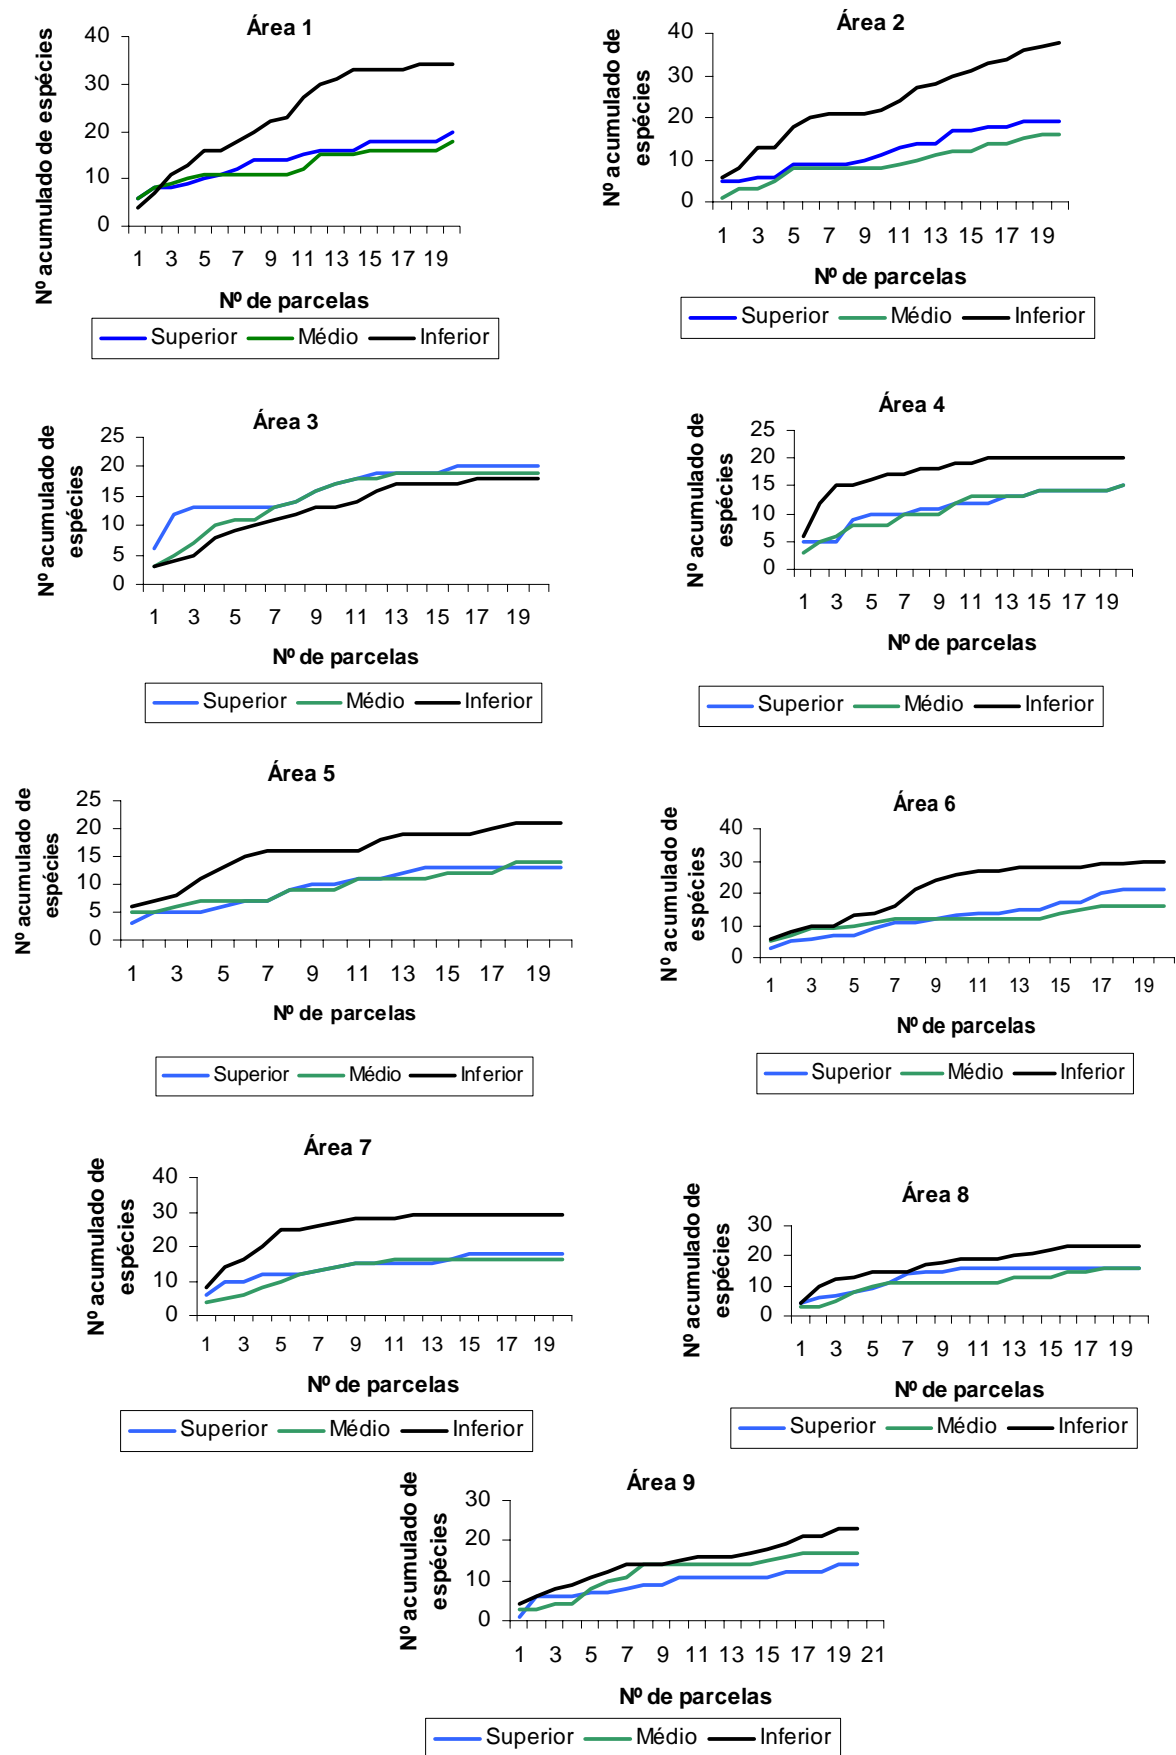 Área 1
Nº acumulado de espécies
40
30
20
10
0
1 3 5 7 9 11 13 15 17 19
Nº de parcelas
Superior Médio Inferior
Área 2
Nº acumulado de
espécies
40
30
20
10
0
1 3 5 7 9 11 13 15 17 19
Nº de parcelas
Superior Médio Inferior
Área 3
Nº acumulado de
espécies
25
20
15
10
5
0
1 3 5 7 9 11 13 15 17 19
Nº de parcelas
Superior Médio Inferior
Área 4
Nº acumulado de
espécies
25
20
15
10
5
0
1 3 5 7 9 11 13 15 17 19
Nº de parcelas
Superior Médio Inferior
Área 5
Nº acumulado de
espécies
25
20
15
10
5
0
1 3 5 7 9 11 13 15 17 19
Nº de parcelas
Superior Médio Inferior
Área 6
Nº acumulado de
espécies
40
30
20
10
0
1 3 5 7 9 11 13 15 17 19
Nº de parcelas
Superior Médio Inferior
Área 7
Nº acumulado de
espécies
40
30
20
10
0
1 3 5 7 9 11 13 15 17 19
Nº de parcelas
Superior Médio Inferior
Área 8
Nº acumulado de
espécies
30
20
10
0
1 3 5 7 9 11 13 15 17 19
Nº de parcelas
Superior Médio Inferior
Área 9
Nº acumulado de
espécies
30
20
10
0
1 3 5 7 9 11 13 15 17 19 21
Nº de parcelas
Superior Médio Inferior